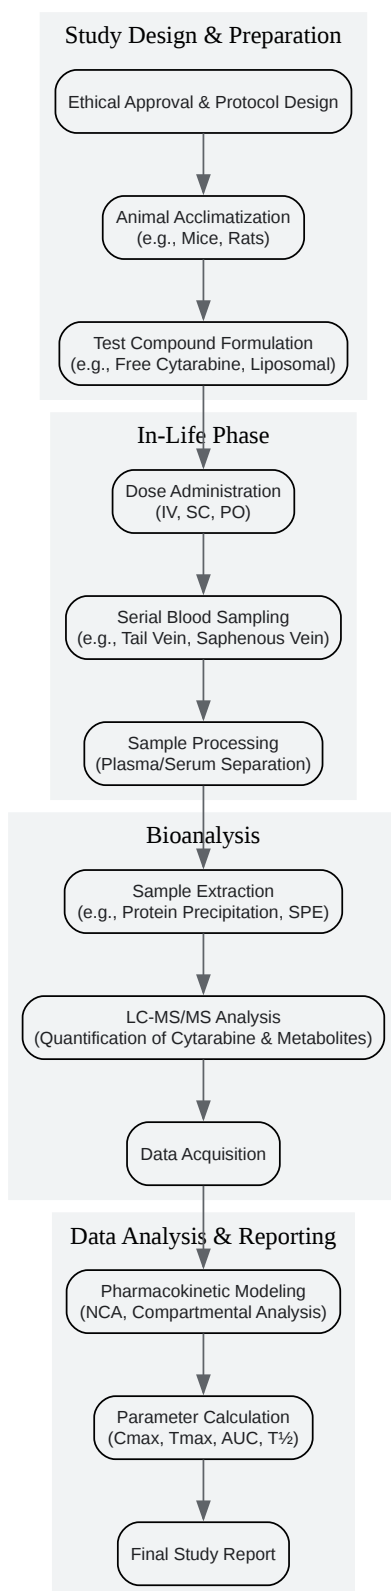 Study Design & Preparation
Ethical Approval & Protocol Design
Animal Acclimatization
(e.g., Mice, Rats)
Test Compound Formulation
(e.g., Free Cytarabine, Liposomal)
In-Life Phase
Dose Administration
(IV, SC, PO)
Serial Blood Sampling
(e.g., Tail Vein, Saphenous Vein)
Sample Processing
(Plasma/Serum Separation)
Bioanalysis
Sample Extraction
(e.g., Protein Precipitation, SPE)
LC-MS/MS Analysis
(Quantification of Cytarabine & Metabolites)
Data Acquisition
Data Analysis & Reporting
Pharmacokinetic Modeling
(NCA, Compartmental Analysis)
Parameter Calculation
(Cmax, Tmax, AUC, T½)
Final Study Report